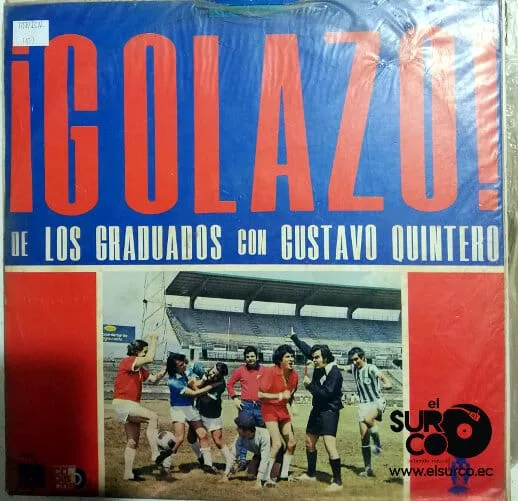 ¡GOLAZO!
DE LOS GRADUADOS CON GUSTAVO QUINTERO
el
SURCO
www.elsurco.ec